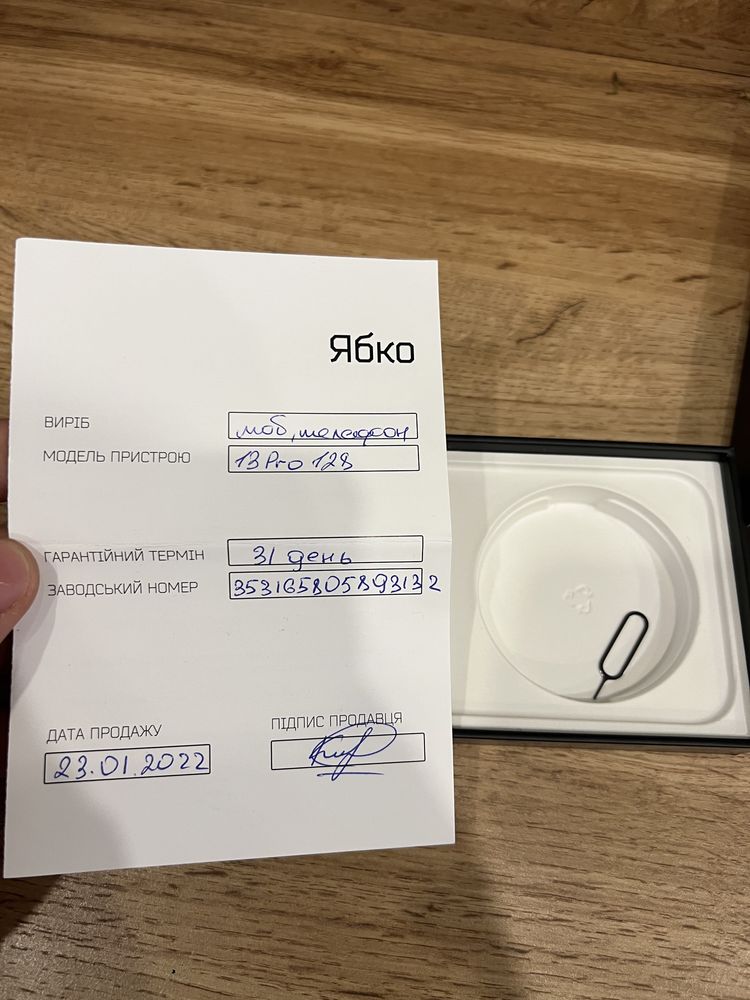 Ябко
ВИРІБ моб, телефон
МОДЕЛЬ ПРИСТРОЮ 13 Pro 128
ГАРАНТІЙНИЙ ТЕРМІН 31 день
ЗАВОДСЬКИЙ НОМЕР 353165805893132
ДАТА ПРОДАЖУ
ПІДПИС ПРОДАВЦЯ
23.01.2022